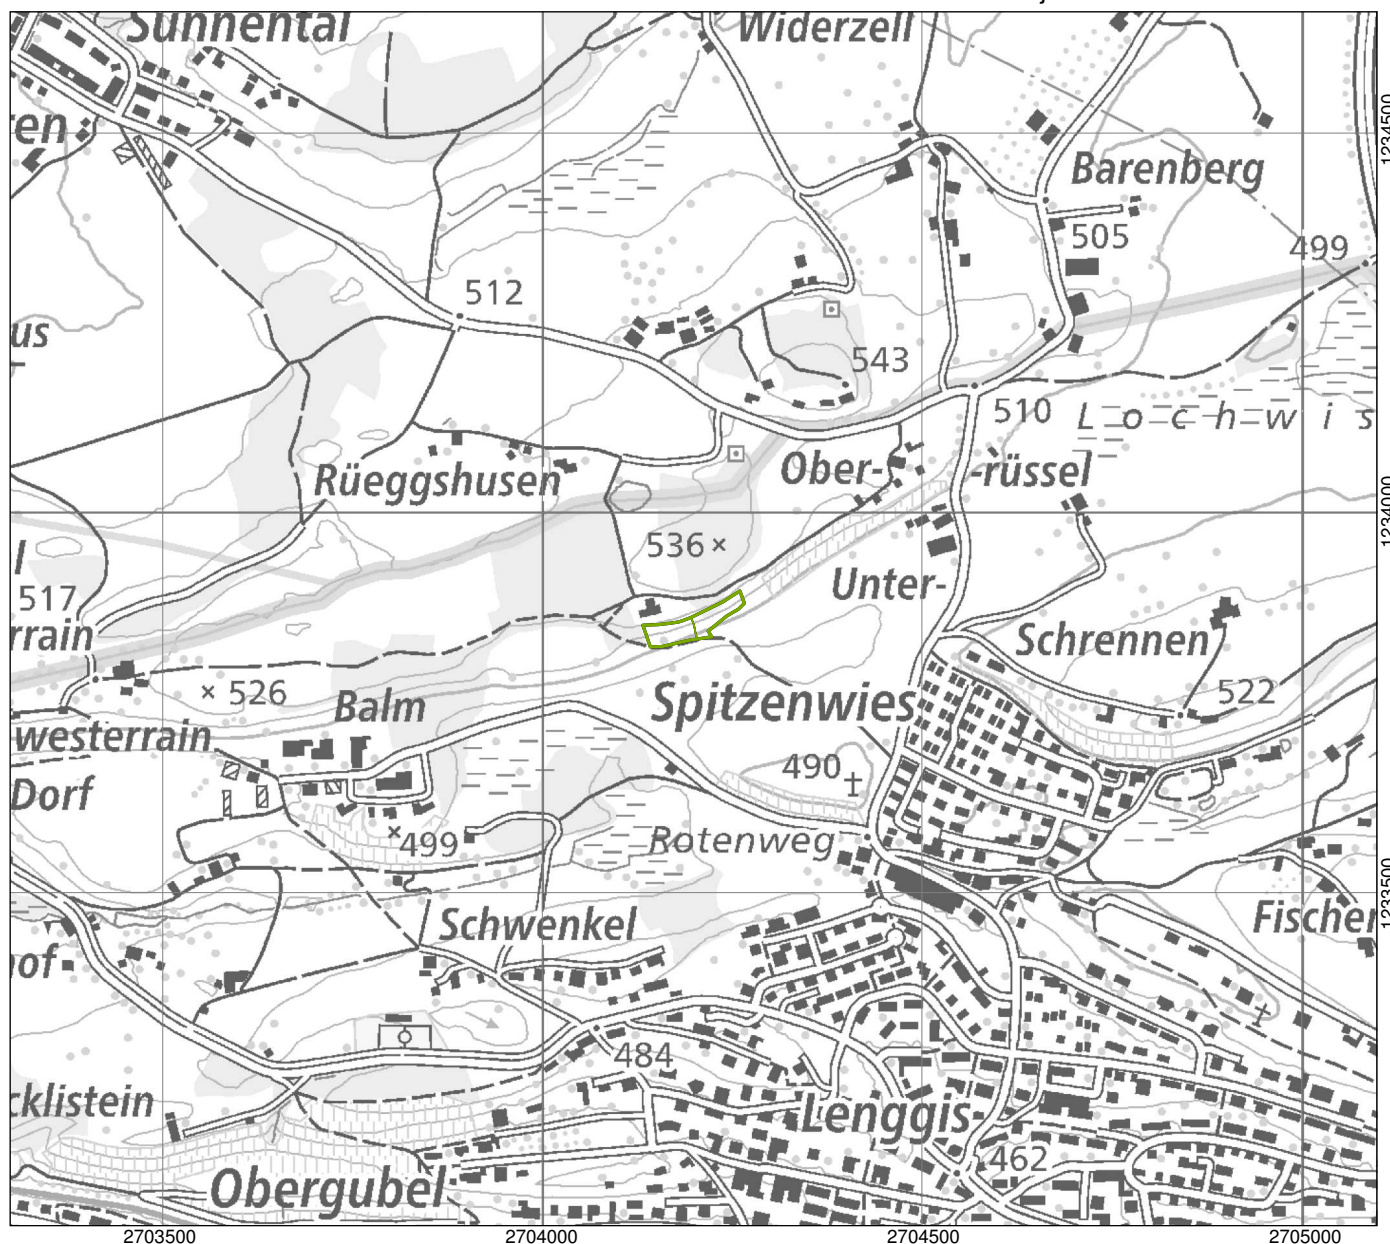 Sunnental
Widerzell
en
1234500
Barenberg
505
499
512
us
543
510
Lochwis
Rüeggshusen
Ober-
-rüssel
1234000
536
517
Unter-
rrain
Schrennen
526
522
Balm
Spitzenwies
westerrain
490
Dorf
499
Rotenweg
1233500
Schwenkel
Fischer
of
484
cklistein
Lenggis
462
Obergubel
2703500
2704000
2704500
2705000